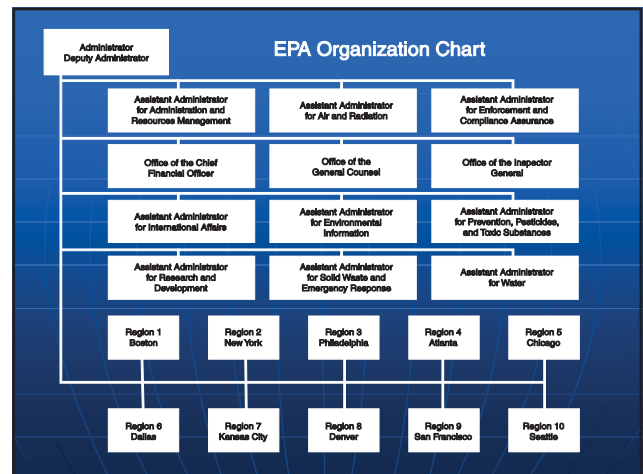 Administrator
Deputy Administrator
EPA Organization Chart
Assistant Administrator
for Administration and
Resources Management
Assistant Administrator
for Air and Radiation
Assistant Administrator
for Enforcement and
Compliance Assurance
Office of the Chief
Financial Officer
Office of the
General Counsel
Office of the Inspector
General
Assistant Administrator
for International Affairs
Assistant Administrator
for Environmental
Information
Assistant Administrator
for Prevention, Pesticides,
and Toxic Substances
Assistant Administrator
for Research and
Development
Assistant Administrator
for Solid Waste and
Emergency Response
Assistant Administrator
for Water
Region 1
Boston
Region 2
New York
Region 3
Philadelphia
Region 4
Atlanta
Region 5
Chicago
Region 6
Dallas
Region 7
Kansas City
Region 8
Denver
Region 9
San Francisco
Region 10
Seattle